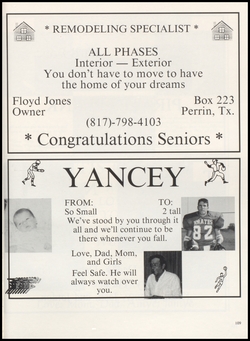 * REMODELING SPECIALIST *
ALL PHASES
Interior — Exterior
You don't have to move to have
the home of your dreams
Floyd Jones Box 223
Owner Perrin, Tx.
(817)-798-4103
* Congratulations Seniors *
YANCEY
FROM: TO:
So Small 2 tall
We've stood by you through it
all and we'll continue to be
there whenever you fall.
Love, Dad, Mom,
and Girls
Feel Safe. He will
always watch over
you.
PIRATES
82